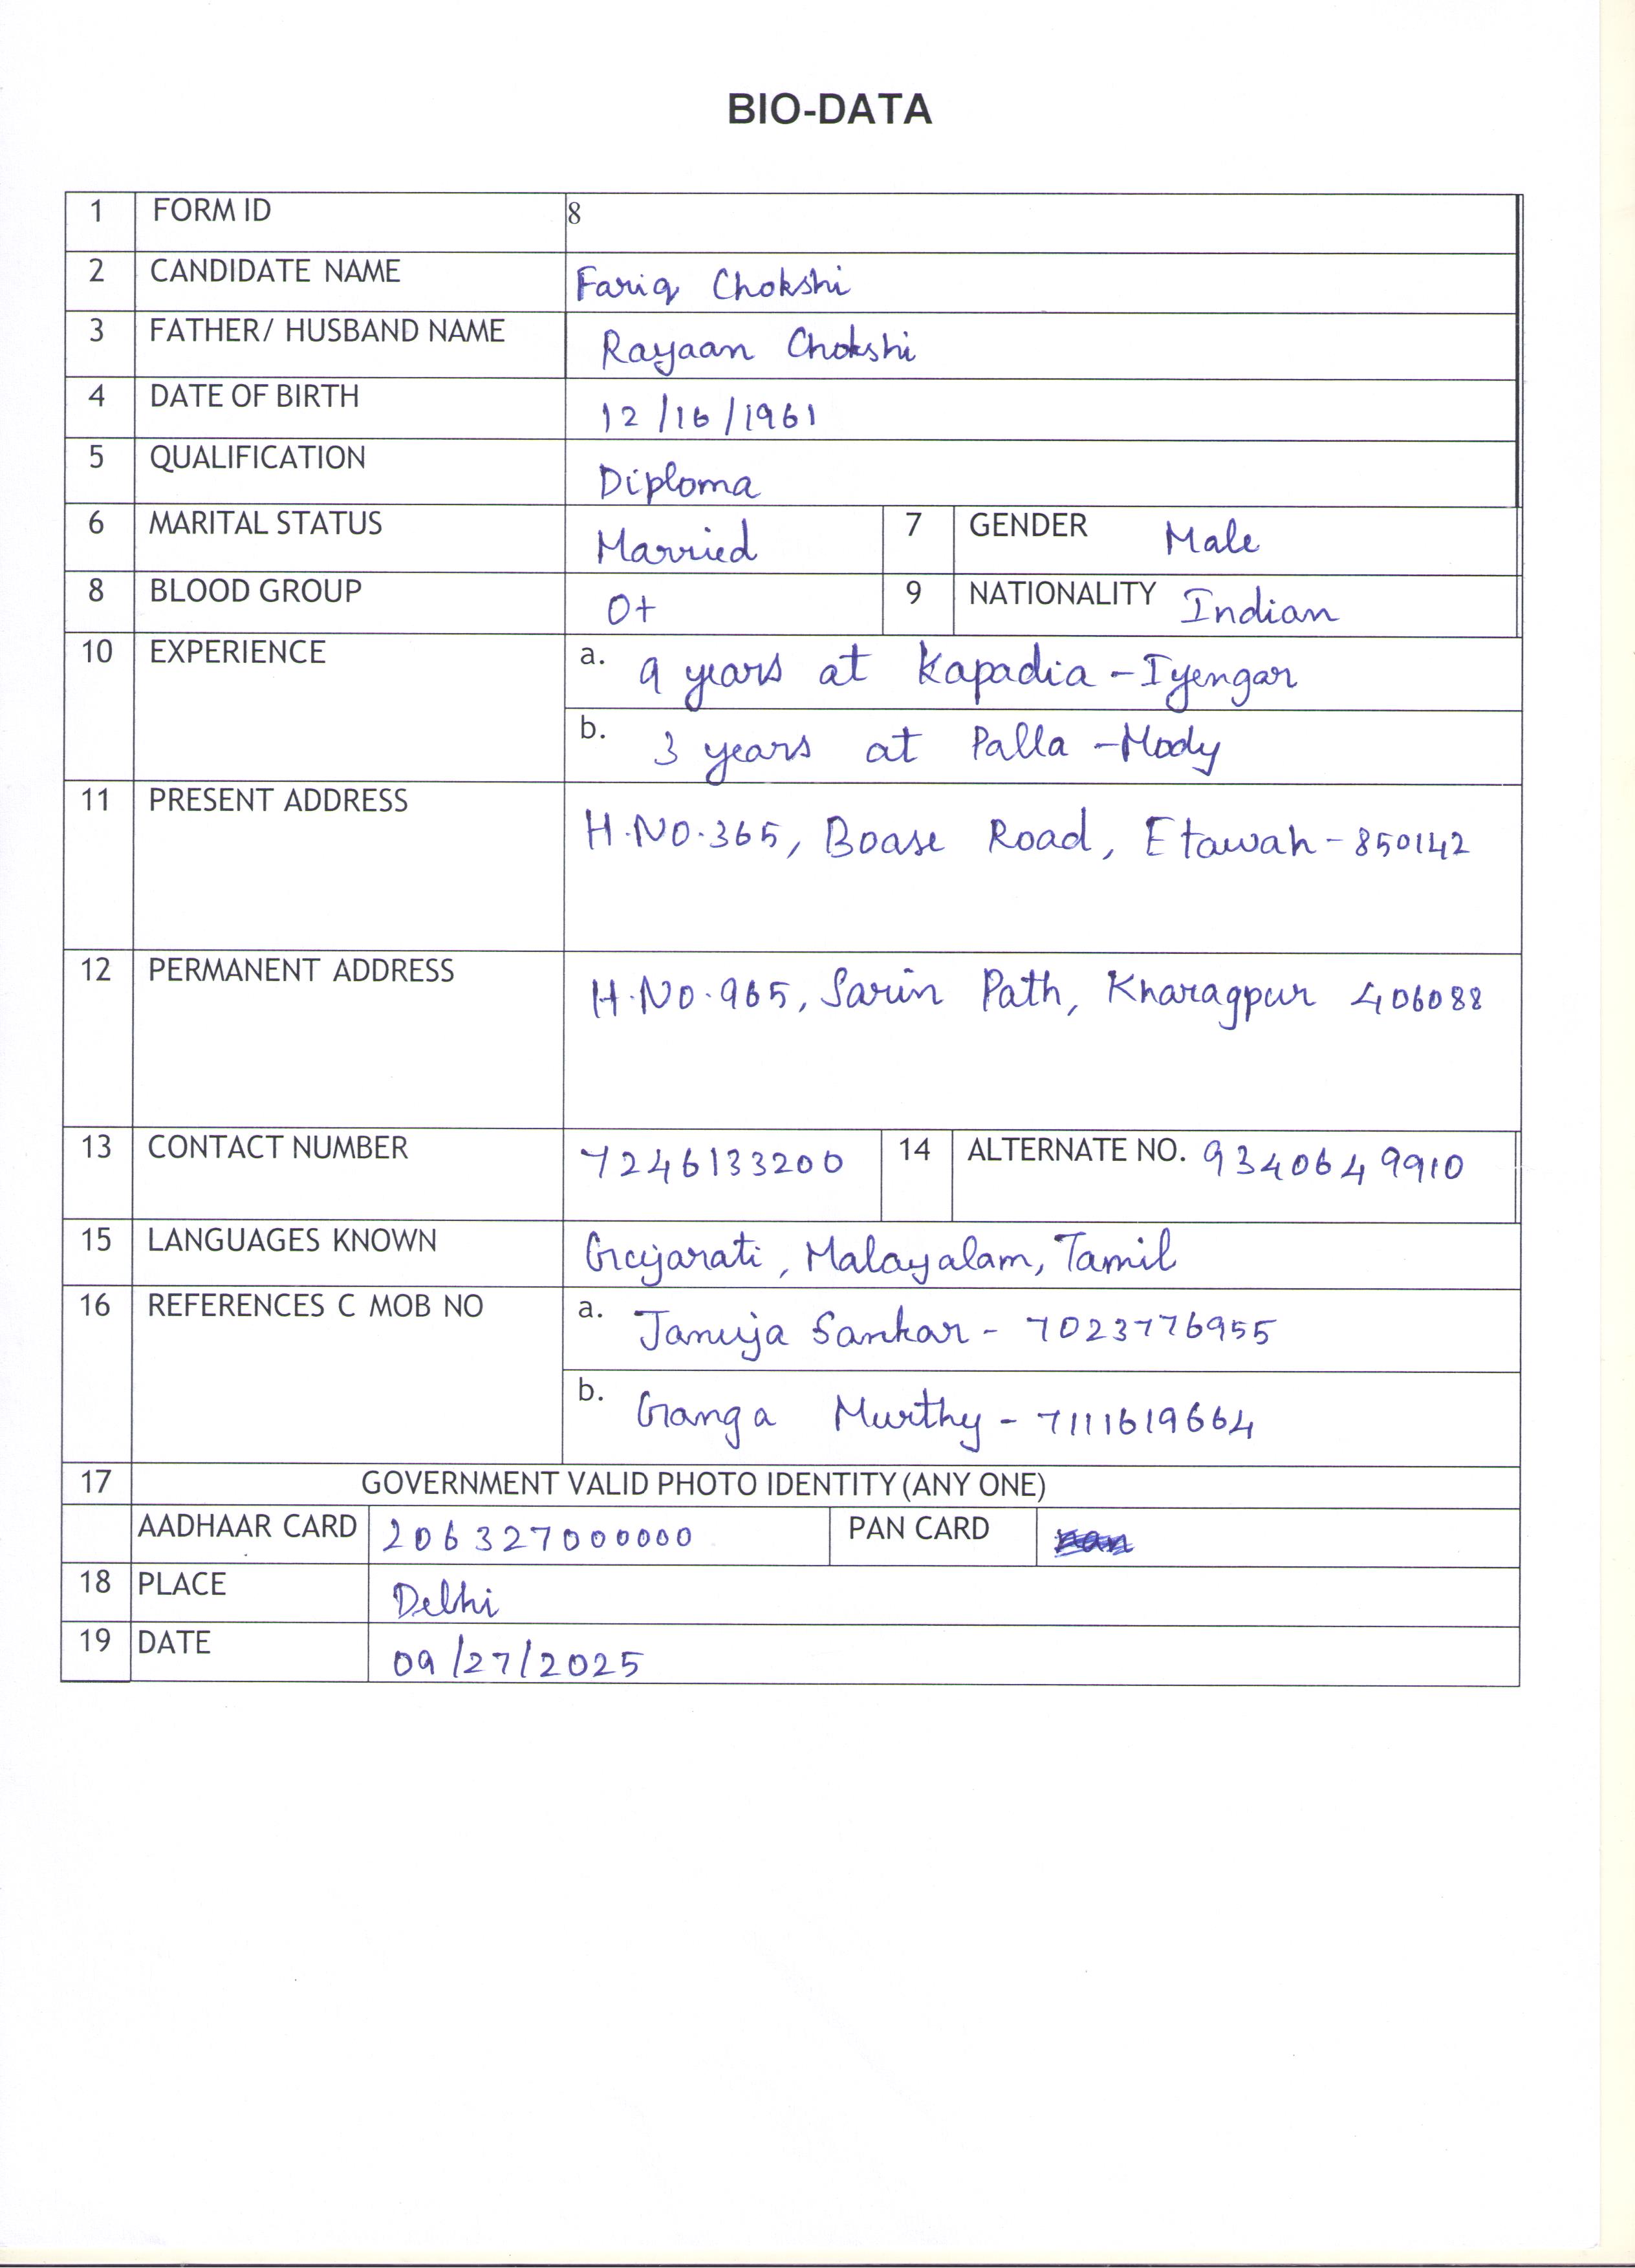 BIO-DATA
1 FORM ID 8
2 CANDIDATE NAME Fariq Chokshi
3 FATHER/ HUSBAND NAME Rayaan Chokshi
4 DATE OF BIRTH 12/16/1961
5 QUALIFICATION Diploma
6 MARITAL STATUS Married 7 GENDER Male
8 BLOOD GROUP O+ 9 NATIONALITY Indian
10 EXPERIENCE a. 9 years at Kapadia-Iyengar
b. 3 years at Palla-Mody
11 PRESENT ADDRESS H.NO.365, Boase Road, Etawah-850142
12 PERMANENT ADDRESS H.NO.965, Sarin Path, Kharagpur 406088
13 CONTACT NUMBER 7246133200 14 ALTERNATE NO. 9340649910
15 LANGUAGES KNOWN Gujarati, Malayalam, Tamil
16 REFERENCES C MOB NO a. Januja Sankar - 7023776955
b. Ganga Murthy - 7111619664
17 GOVERNMENT VALID PHOTO IDENTITY (ANY ONE)
AADHAAR CARD 206327000000 PAN CARD
18 PLACE Delhi
19 DATE 09/27/2025